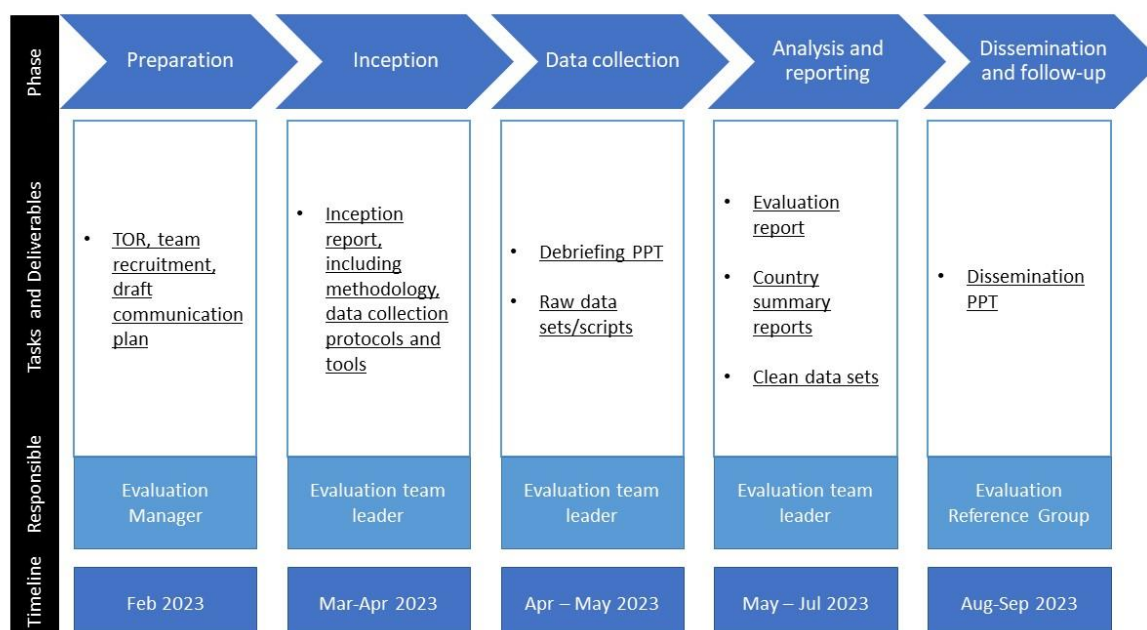 Phase
Preparation
Inception
Data collection
Analysis and
reporting
Dissemination
and follow-up
Tasks and Deliverables
• TOR, team
recruitment,
draft
communication
plan
• Inception
report,
including
methodology,
data collection
protocols and
tools
• Debriefing PPT
• Raw data
sets/scripts
• Evaluation
report
• Country
summary
reports
• Clean data sets
• Dissemination
PPT
Responsible
Evaluation
Manager
Evaluation team
leader
Evaluation team
leader
Evaluation team
leader
Evaluation
Reference Group
Timeline
Feb 2023
Mar-Apr 2023
Apr – May 2023
May – Jul 2023
Aug-Sep 2023